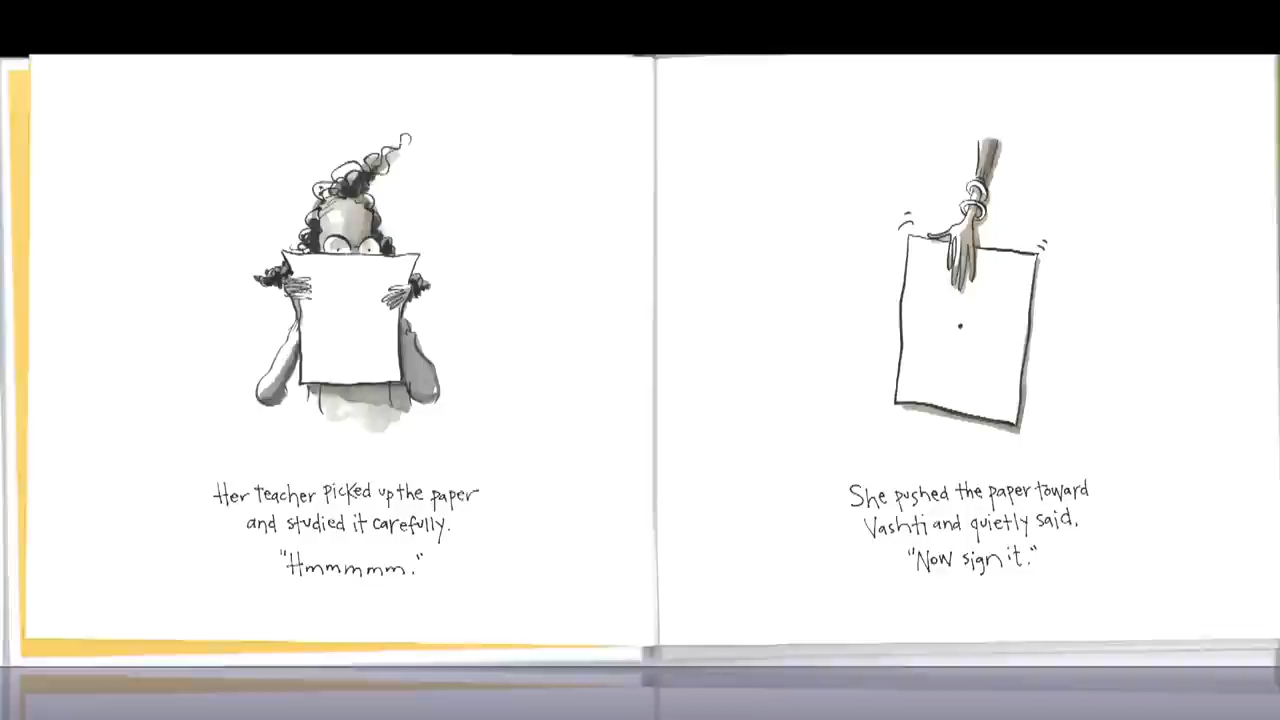 Her teacher picked up the paper
and studied it carefully.
"Hmmmmm."
She pushed the paper toward
Vashti and quietly said,
"Now sign it."